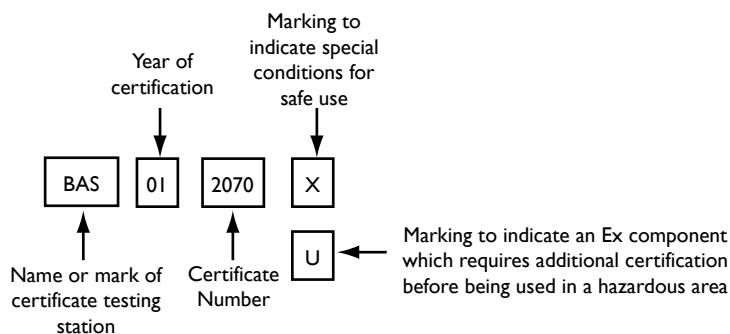 Marking to
indicate special
conditions for
safe use
Year of
certification
BAS
01
2070
X
U
Marking to indicate an Ex component
which requires additional certification
before being used in a hazardous area
Name or mark of
certificate testing
station
Certificate
Number